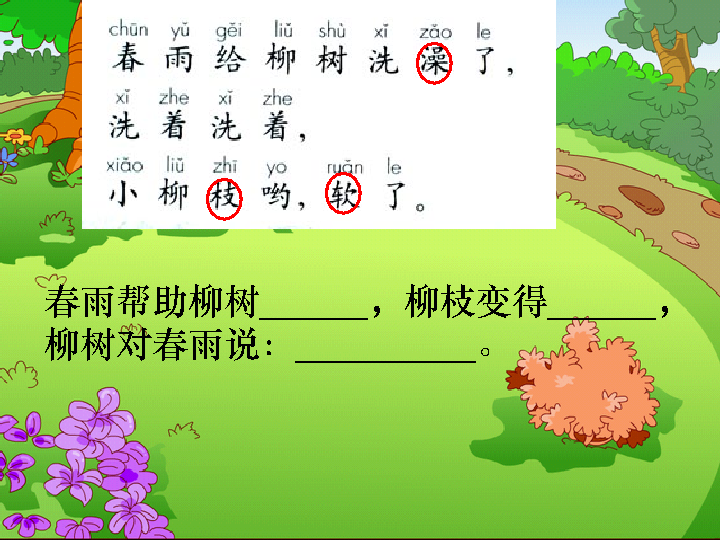 chūn yǔ gěi liǔ shù xǐ zǎo le
春雨给柳树洗澡了，
xǐ zhe xǐ zhe
洗着洗着，
xiǎo liǔ zhī yo ruǎn le
小柳枝哟，软了。
春雨帮助柳树______，柳枝变得______，
柳树对春雨说：__________。